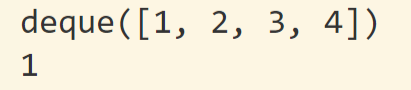 deque([1, 2, 3, 4])
1